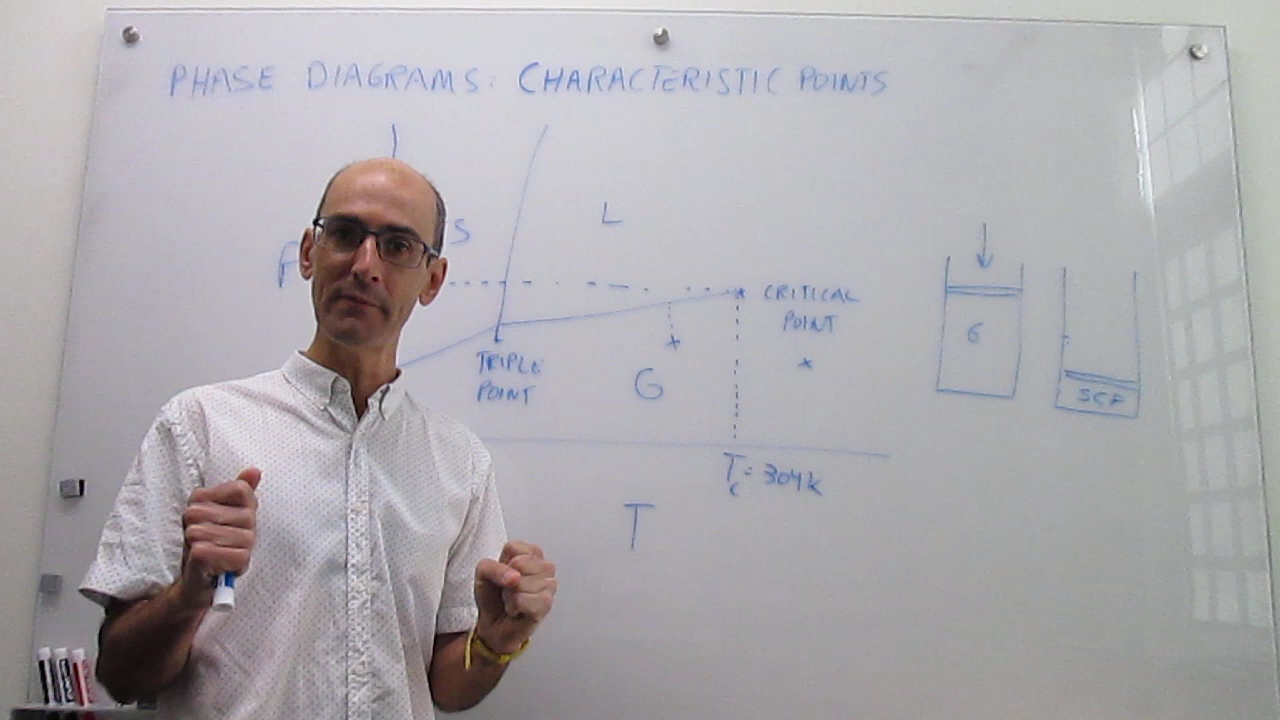 PHASE DIAGRAMS: CHARACTERISTIC POINTS
S
L
P
CRITICAL
POINT
TRIPLE
POINT
G
G
SCF
Tc = 304K
T